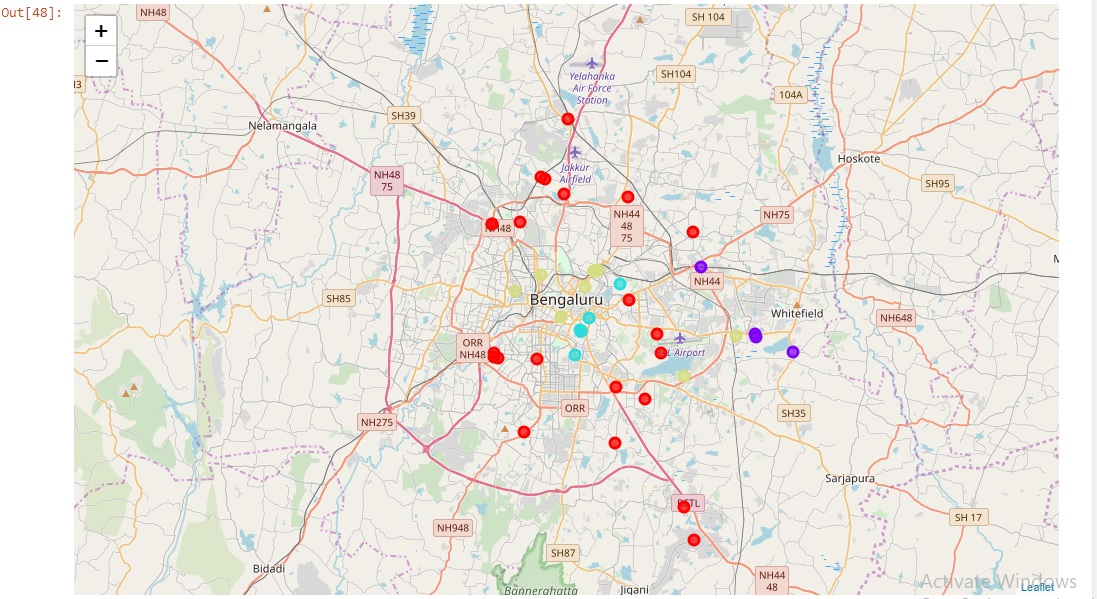 Out[48]:
+
−
NH48
SH 104
SH104
Yelahanka
Air Force
Station
104A
SH39
Nelamangala
Jakkur
Airfield
Hoskote
NH48
75
SH95
NH44
48
75
NH75
NH48
NH44
SH85
Bengaluru
Whitefield
NH648
ORR
NH48
Airport
ORR
SH35
NH275
Sarjapura
SH 17
NH948
SH87
Bidadi
NH44
48
Bannerghatta
Jigani
Activate Windows
Leaflet